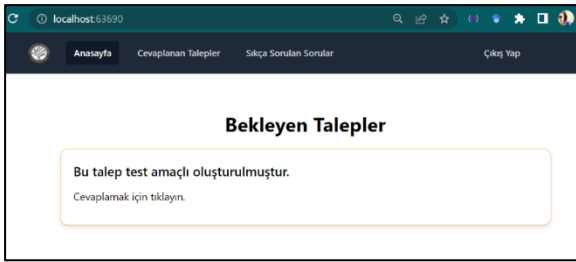 localhost:63690
Anasayfa Cevaplanan Talepler Sıkça Sorulan Sorular Çıkış Yap
Bekleyen Talepler
Bu talep test amaçlı oluşturulmuştur.
Cevaplamak için tıklayın.